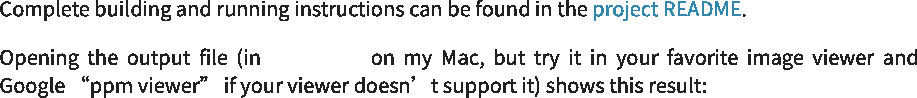 Complete building and running instructions can be found in the project README.
Opening the output file (in on my Mac, but try it in your favorite image viewer and
Google “ppm viewer” if your viewer doesn’t support it) shows this result: